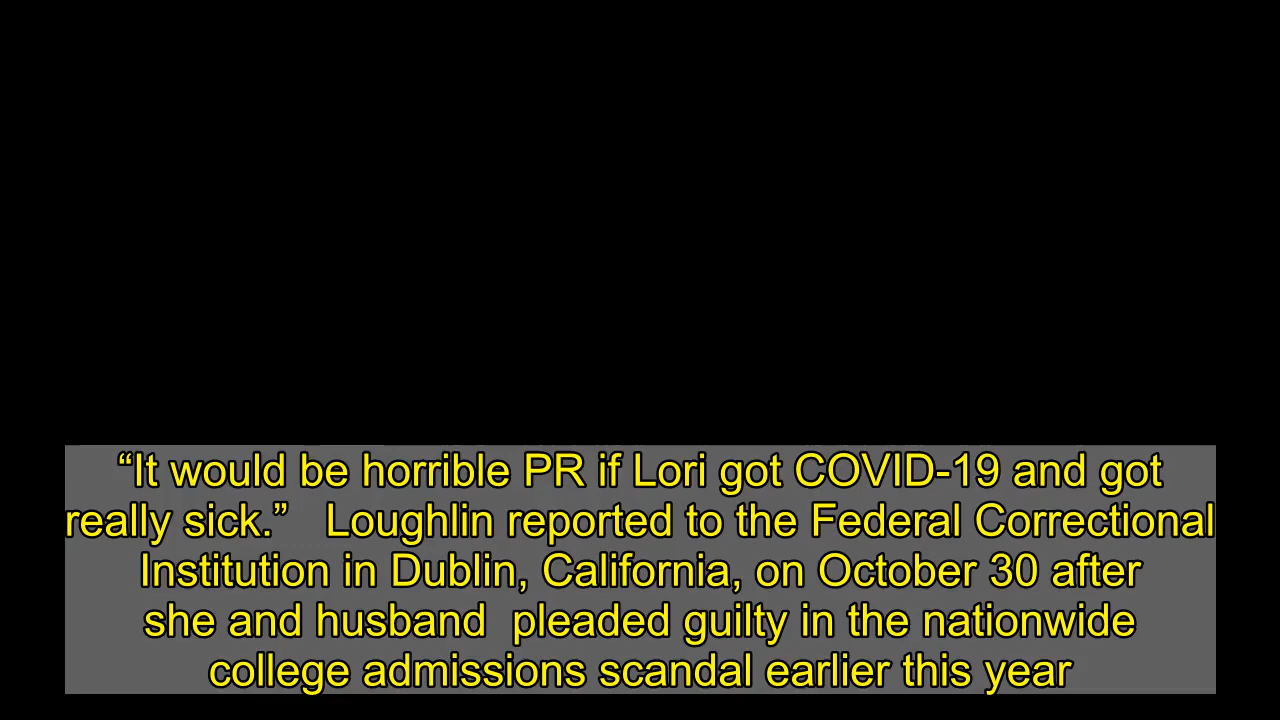 “It would be horrible PR if Lori got COVID-19 and got
really sick.”   Loughlin reported to the Federal Correctional
Institution in Dublin, California, on October 30 after
she and husband  pleaded guilty in the nationwide
college admissions scandal earlier this year